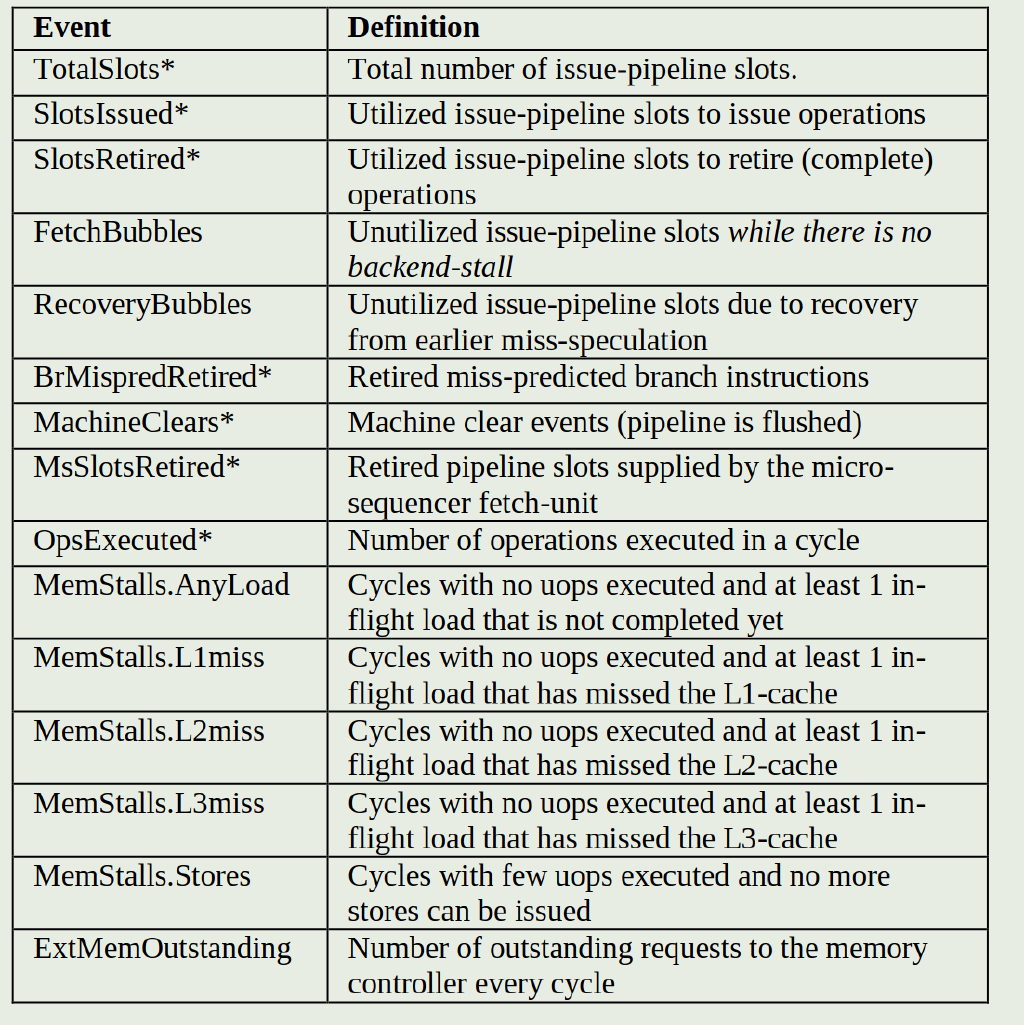 Event Definition
TotalSlots* Total number of issue-pipeline slots.
SlotsIssued* Utilized issue-pipeline slots to issue operations
SlotsRetired* Utilized issue-pipeline slots to retire (complete)
operations
FetchBubbles Unutilized issue-pipeline slots while there is no
backend-stall
RecoveryBubbles Unutilized issue-pipeline slots due to recovery
from earlier miss-speculation
BrMispredRetired* Retired miss-predicted branch instructions
MachineClears* Machine clear events (pipeline is flushed)
MsSlotsRetired* Retired pipeline slots supplied by the micro-
sequencer fetch-unit
OpsExecuted* Number of operations executed in a cycle
MemStalls.AnyLoad Cycles with no uops executed and at least 1 in-
flight load that is not completed yet
MemStalls.L1miss Cycles with no uops executed and at least 1 in-
flight load that has missed the L1-cache
MemStalls.L2miss Cycles with no uops executed and at least 1 in-
flight load that has missed the L2-cache
MemStalls.L3miss Cycles with no uops executed and at least 1 in-
flight load that has missed the L3-cache
MemStalls.Stores Cycles with few uops executed and no more
stores can be issued
ExtMemOutstanding Number of outstanding requests to the memory
controller every cycle